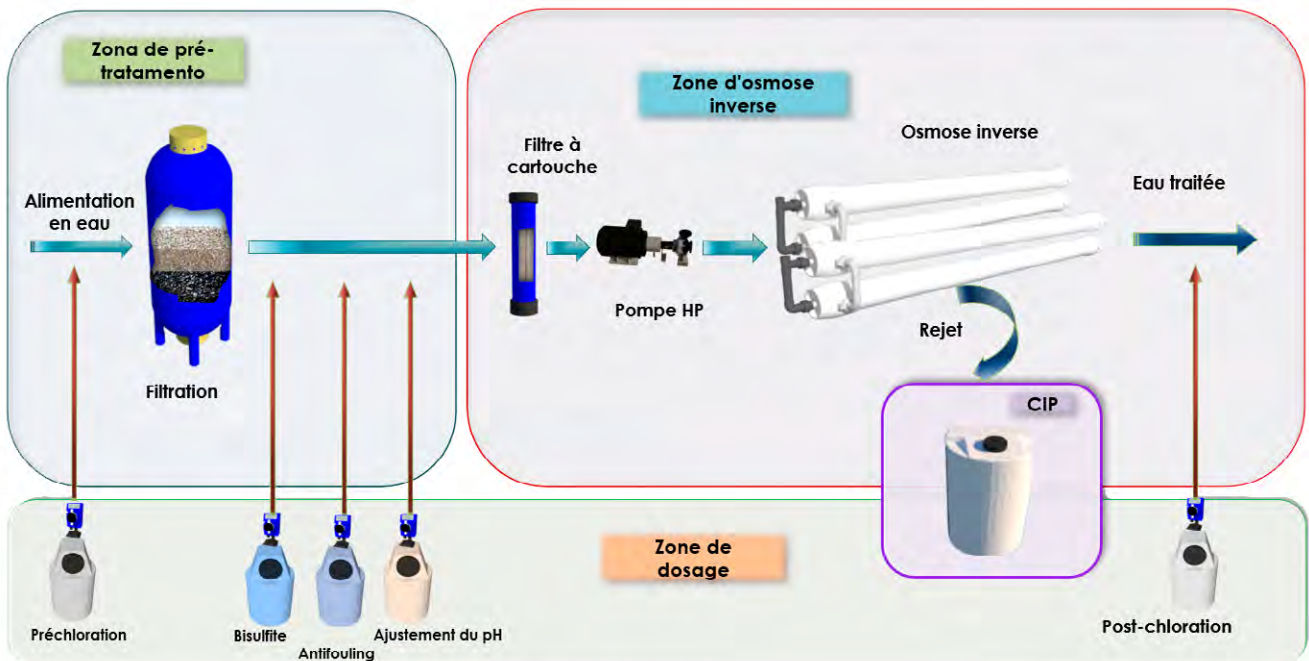 Zona de pré-
tratamento
Alimentation
en eau
Filtration
Zone d'osmose
inverse
Filtre à
cartouche
Pompe HP
Osmose inverse
Rejet
Eau traitée
CIP
Zone de
dosage
Préchloration
Bisulfite
Antifouling
Ajustement du pH
Post-chloration